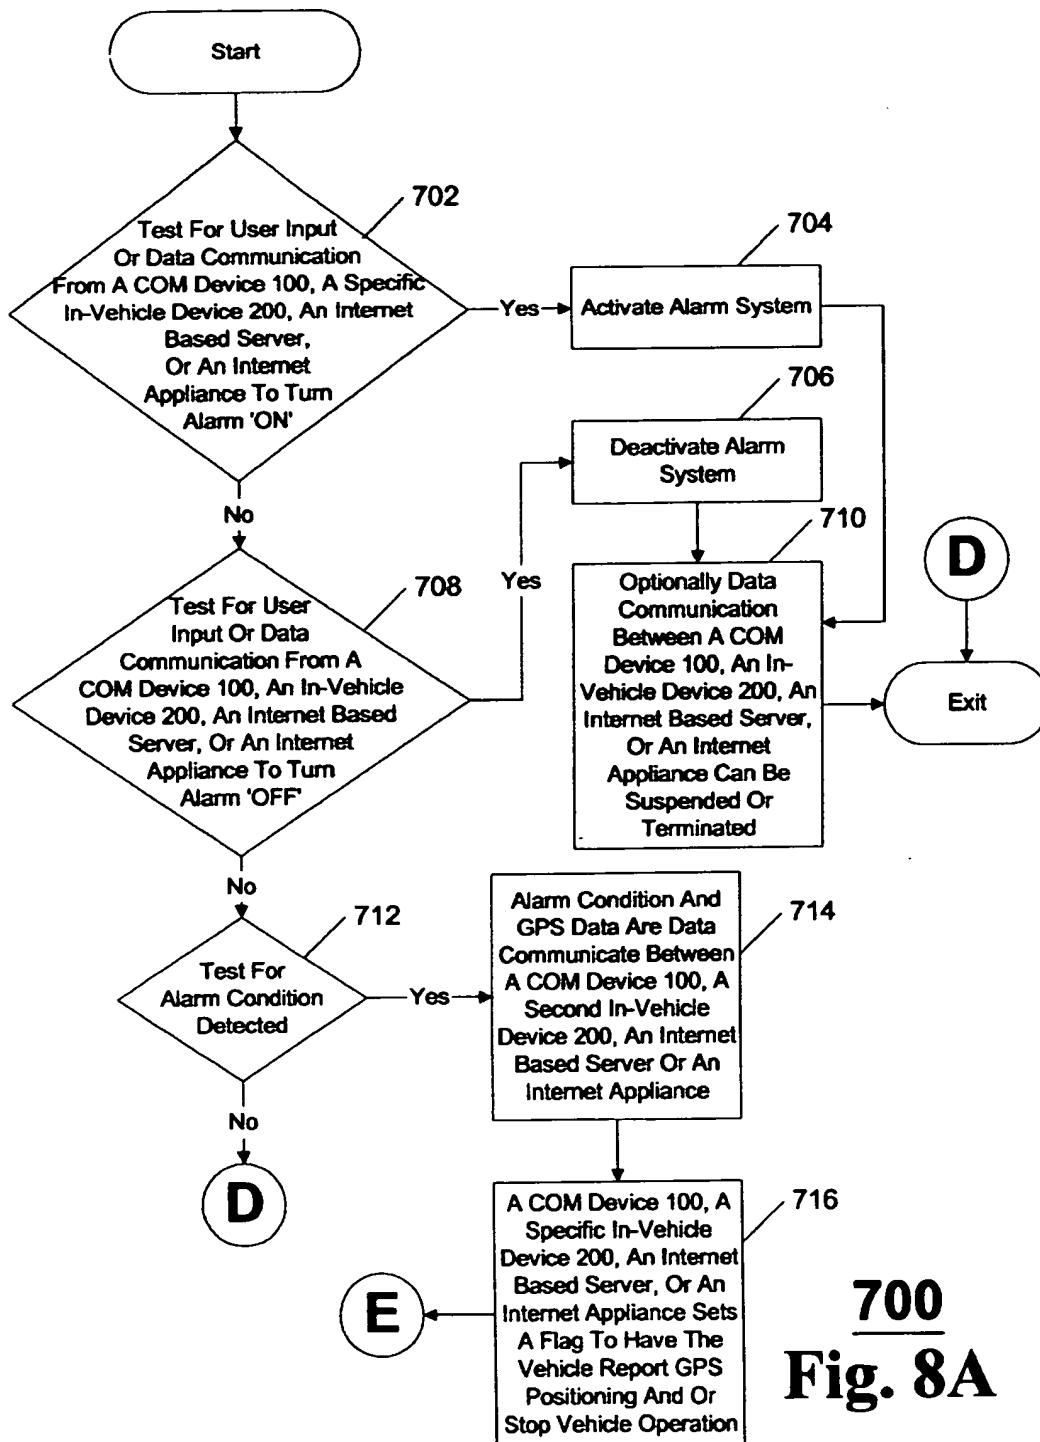 Start
702
Test For User Input
Or Data Communication
From A COM Device 100, A Specific
In-Vehicle Device 200, An Internet
Based Server,
Or An Internet
Appliance To Turn
Alarm 'ON'
Yes
704
Activate Alarm System
706
Deactivate Alarm
System
No
708
Test For User
Input Or Data
Communication From A
COM Device 100, An In-Vehicle
Device 200, An Internet Based
Server, Or An Internet
Appliance To Turn
Alarm 'OFF'
Yes
710
Optionally Data
Communication
Between A COM
Device 100, An In-
Vehicle Device 200, An
Internet Based Server,
Or An Internet
Appliance Can Be
Suspended Or
Terminated
D
Exit
No
712
Test For
Alarm Condition
Detected
Yes
714
Alarm Condition And
GPS Data Are Data
Communicate Between
A COM Device 100, A
Second In-Vehicle
Device 200, An Internet
Based Server Or An
Internet Appliance
No
D
716
A COM Device 100, A
Specific In-Vehicle
Device 200, An Internet
Based Server, Or An
Internet Appliance Sets
A Flag To Have The
Vehicle Report GPS
Positioning And Or
Stop Vehicle Operation
E
700
Fig. 8A